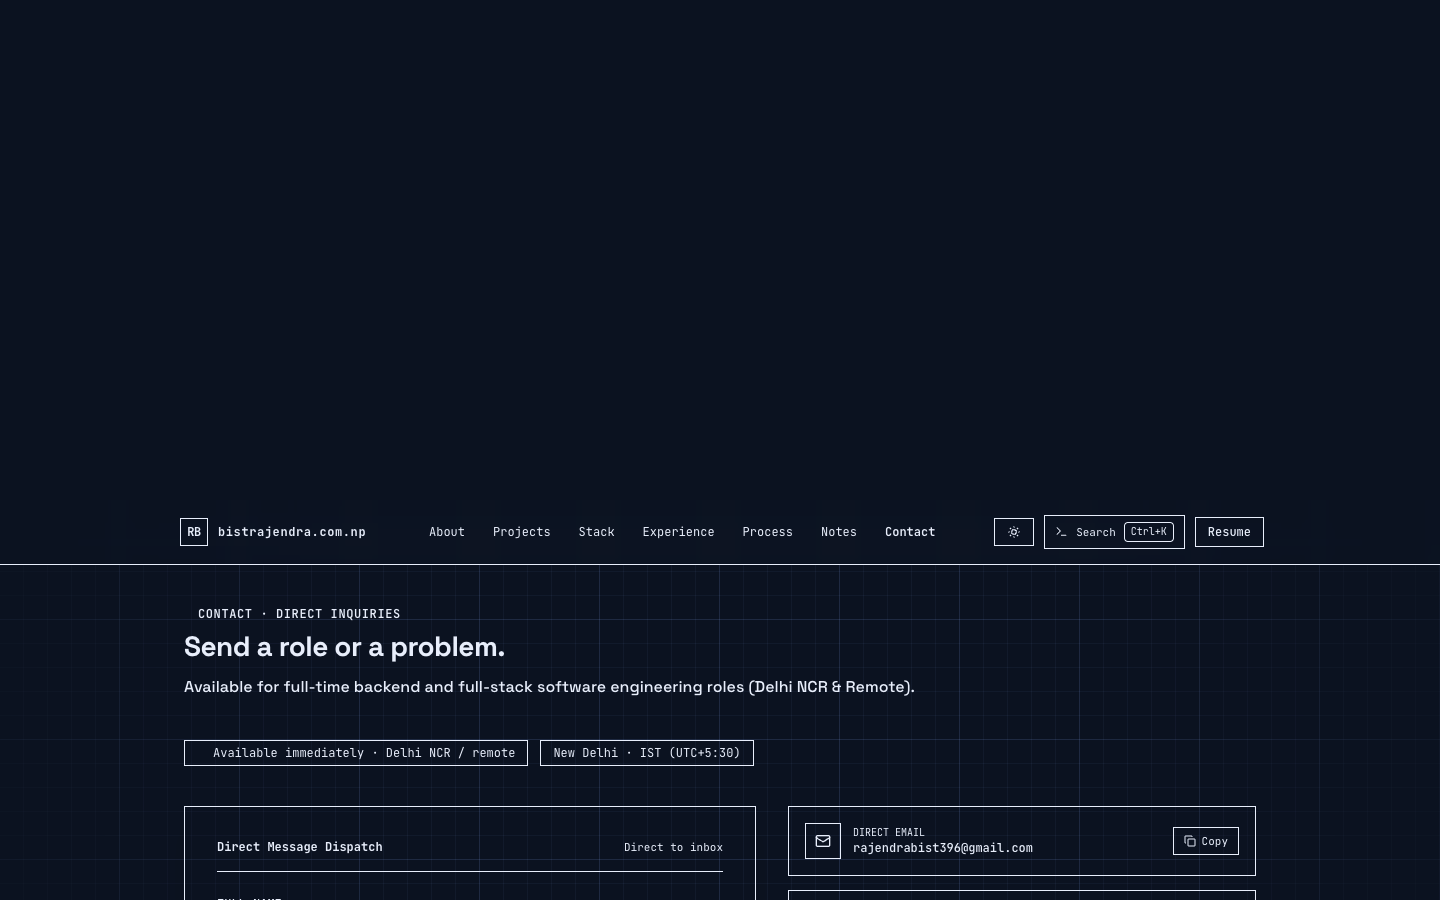 RB bistrajendra.com.np About Projects Stack Experience Process Notes Contact Search Ctrl+K Resume
CONTACT · DIRECT INQUIRIES
Send a role or a problem.
Available for full-time backend and full-stack software engineering roles (Delhi NCR & Remote).
Available immediately · Delhi NCR / remote New Delhi · IST (UTC+5:30)
Direct Message Dispatch Direct to inbox
DIRECT EMAIL
rajendrabist396@gmail.com
Copy